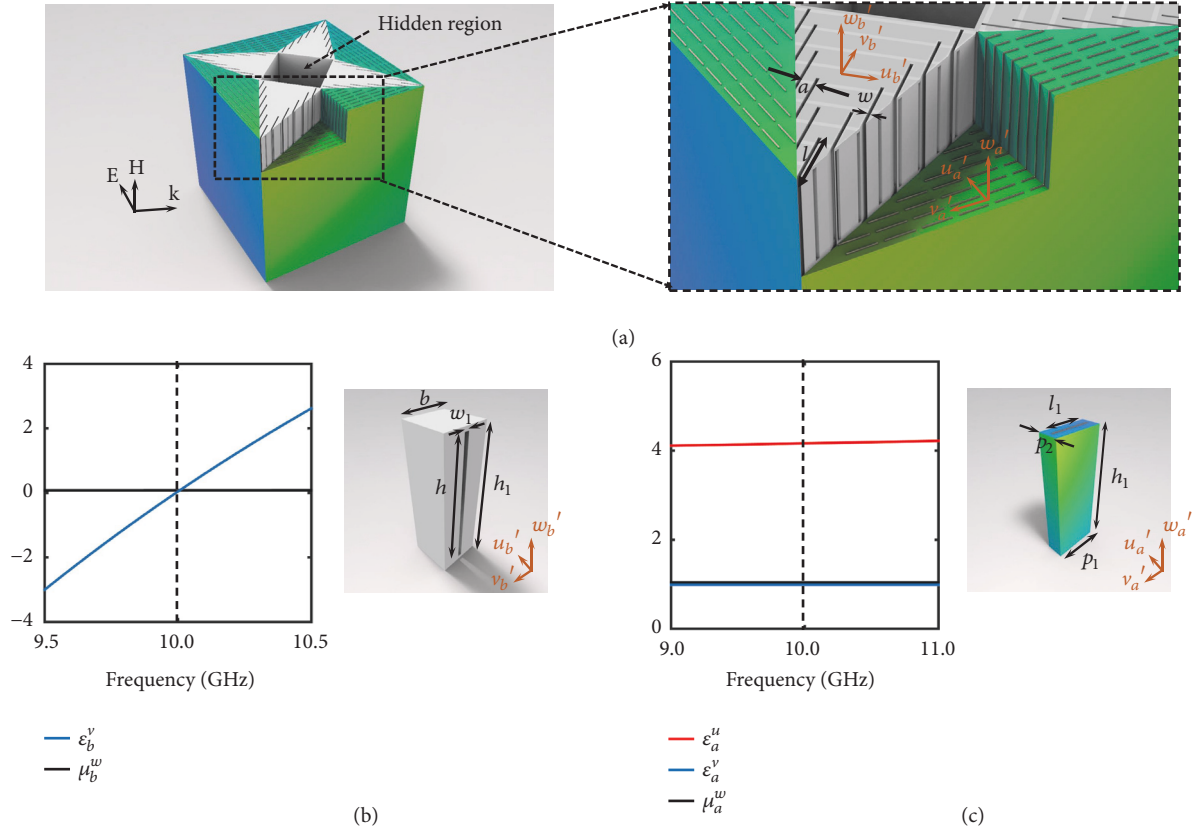 Hidden region
E H k
w_b′
v_b′
u_b′
a
w
l
w_a′
u_a′
v_a′
(a)
4
2
0
−2
−4
9.5 10.0 10.5
Frequency (GHz)
b
w_1
h
h_1
w_b′
u_b′
v_b′
ε_b^v
μ_b^w
(b)
6
4
2
0
9.0 10.0 11.0
Frequency (GHz)
l_1
p_2
h_1
p_1
w_a′
u_a′
v_a′
ε_a^u
ε_a^v
μ_a^w
(c)